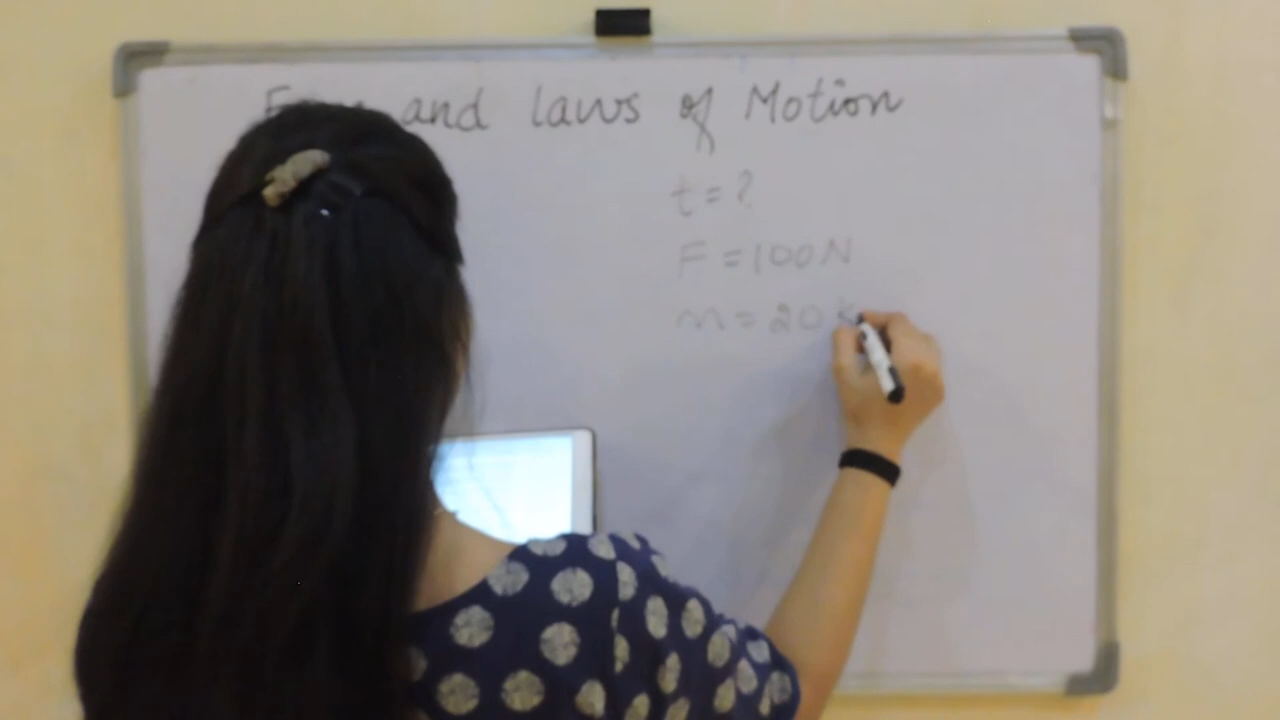 and laws of Motion
t = ?
F = 100N
m = 20